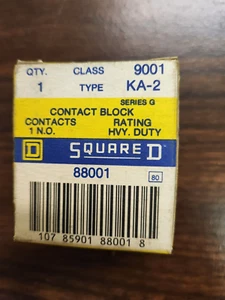 QTY. CLASS 9001
1 TYPE KA-2
SERIES G
CONTACT BLOCK
CONTACTS RATING
1 N.O. HVY. DUTY
D SQUARE D
88001
80
107 85901 88001 8